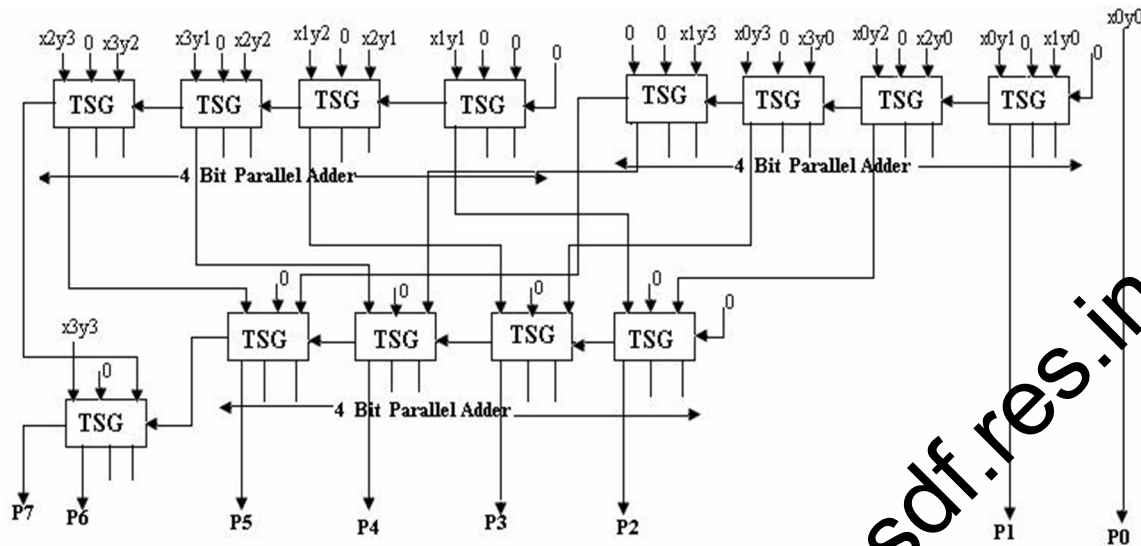 x0y0
x2y3 0 x3y2 x3y1 0 x2y2 x1y2 0 x2y1 x1y1 0 0 0 0 0 x1y3 x0y3 0 x3y0 x0y2 0 x2y0 x0y1 0 x1y0 0
TSG TSG TSG TSG TSG TSG TSG TSG
4 Bit Parallel Adder 4 Bit Parallel Adder
0 0 0 0 0
x3y3 TSG TSG TSG TSG
0
TSG 4 Bit Parallel Adder
P7 P6 P5 P4 P3 P2 P1 P0
sdf.res.in